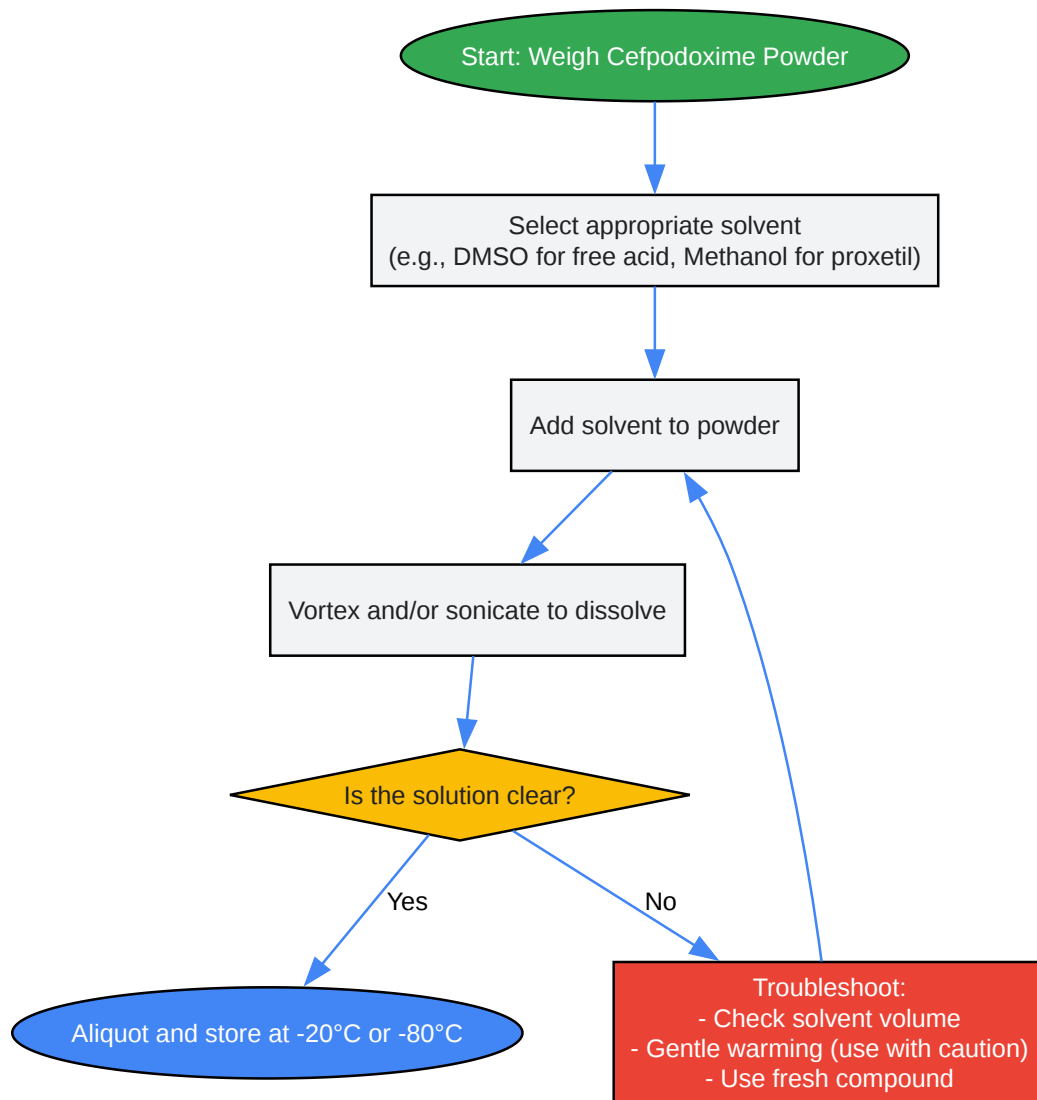 Start: Weigh Cefpodoxime Powder
Select appropriate solvent
(e.g., DMSO for free acid, Methanol for proxetil)
Add solvent to powder
Vortex and/or sonicate to dissolve
Is the solution clear?
Yes
No
Aliquot and store at -20°C or -80°C
Troubleshoot:
- Check solvent volume
- Gentle warming (use with caution)
- Use fresh compound